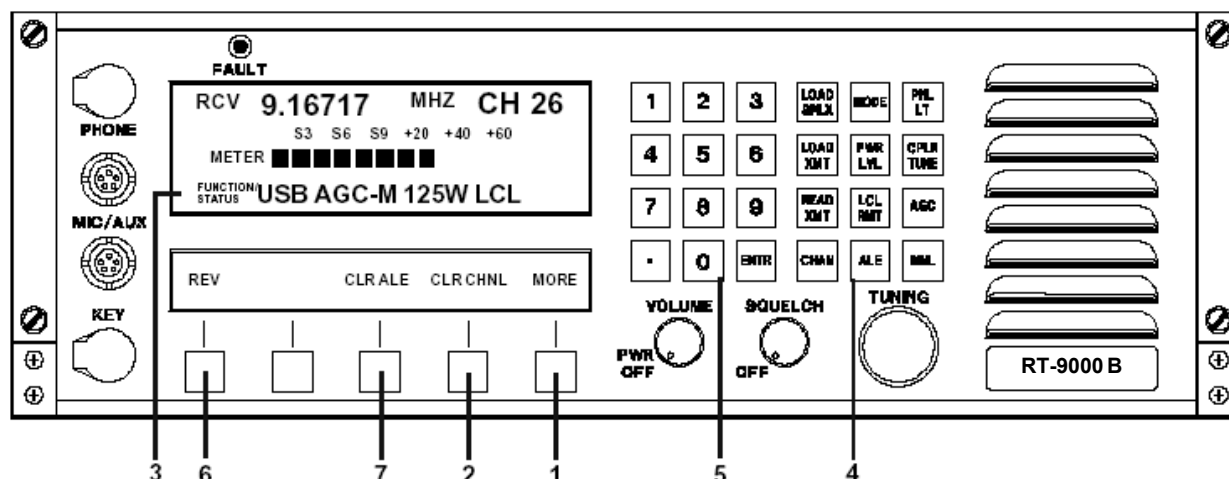 FAULT
RCV 9.16717 MHZ CH 26
S3 S6 S9 +20 +40 +60
METER
FUNCTION/
STATUS USB AGC-M 125W LCL
PHONE
MIC/AUX
KEY
REV CLR ALE CLR CHNL MORE
1 2 3 LOAD SPLX MODE PNL LT
4 5 6 LOAD XMT PWR LVL CPLR TUNE
7 8 9 READ XMT LCL RMT AGC
. 0 ENTR CHAN ALE
VOLUME SQUELCH TUNING
PWR OFF OFF
RT-9000 B
3 6 7 2 1 5 4